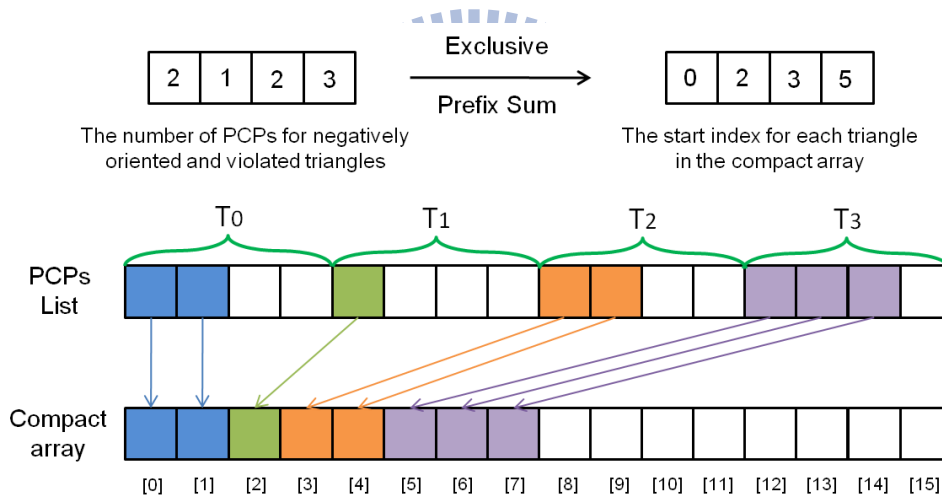 Exclusive
Prefix Sum
2 1 2 3
0 2 3 5
The number of PCPs for negatively
oriented and violated triangles
The start index for each triangle
in the compact array
T0 T1 T2 T3
PCPs
List
Compact
array
[0] [1] [2] [3] [4] [5] [6] [7] [8] [9] [10] [11] [12] [13] [14] [15]